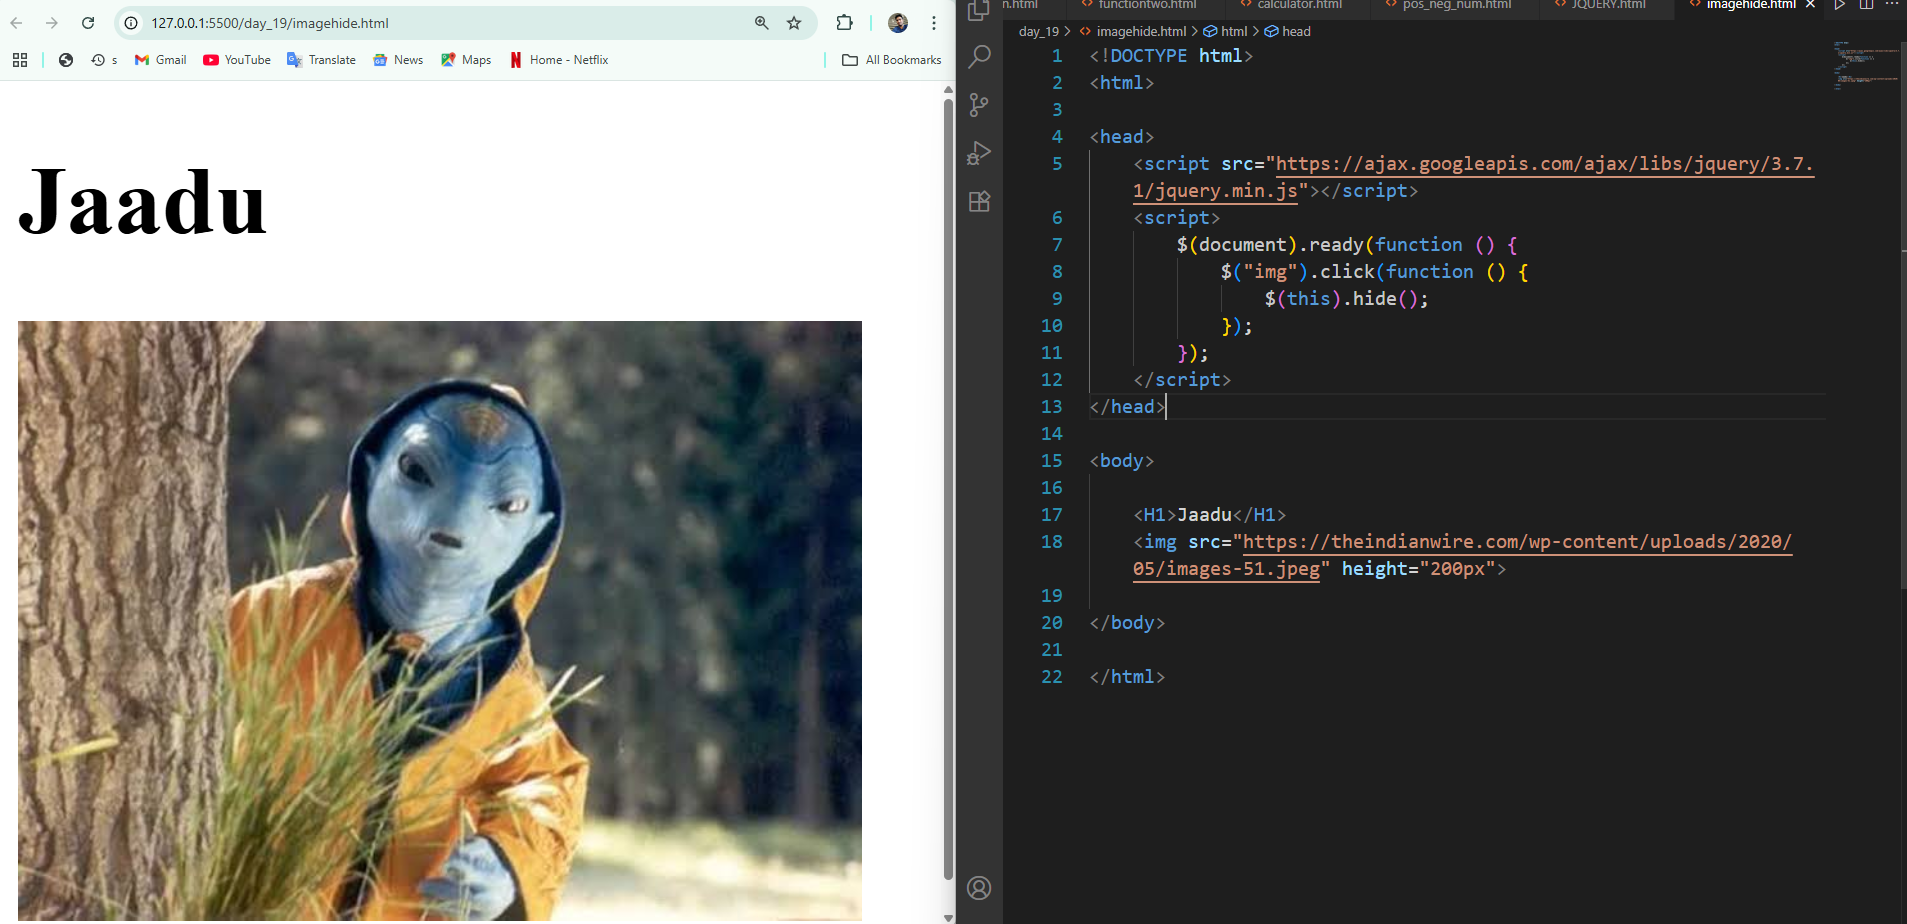 127.0.0.1:5500/day_19/imagehide.html
s Gmail YouTube Translate News Maps Home - Netflix All Bookmarks
Jaadu
n.html functiontwo.html calculator.html pos_neg_num.html JQUERY.html imagehide.html
day_19 > imagehide.html > html > head
1 <!DOCTYPE html>
2 <html>
3
4 <head>
5 <script src="https://ajax.googleapis.com/ajax/libs/jquery/3.7.
1/jquery.min.js"></script>
6 <script>
7 $(document).ready(function () {
8 $("img").click(function () {
9 $(this).hide();
10 });
11 });
12 </script>
13 </head>
14
15 <body>
16
17 <H1>Jaadu</H1>
18 <img src="https://theindianwire.com/wp-content/uploads/2020/
05/images-51.jpeg" height="200px">
19
20 </body>
21
22 </html>